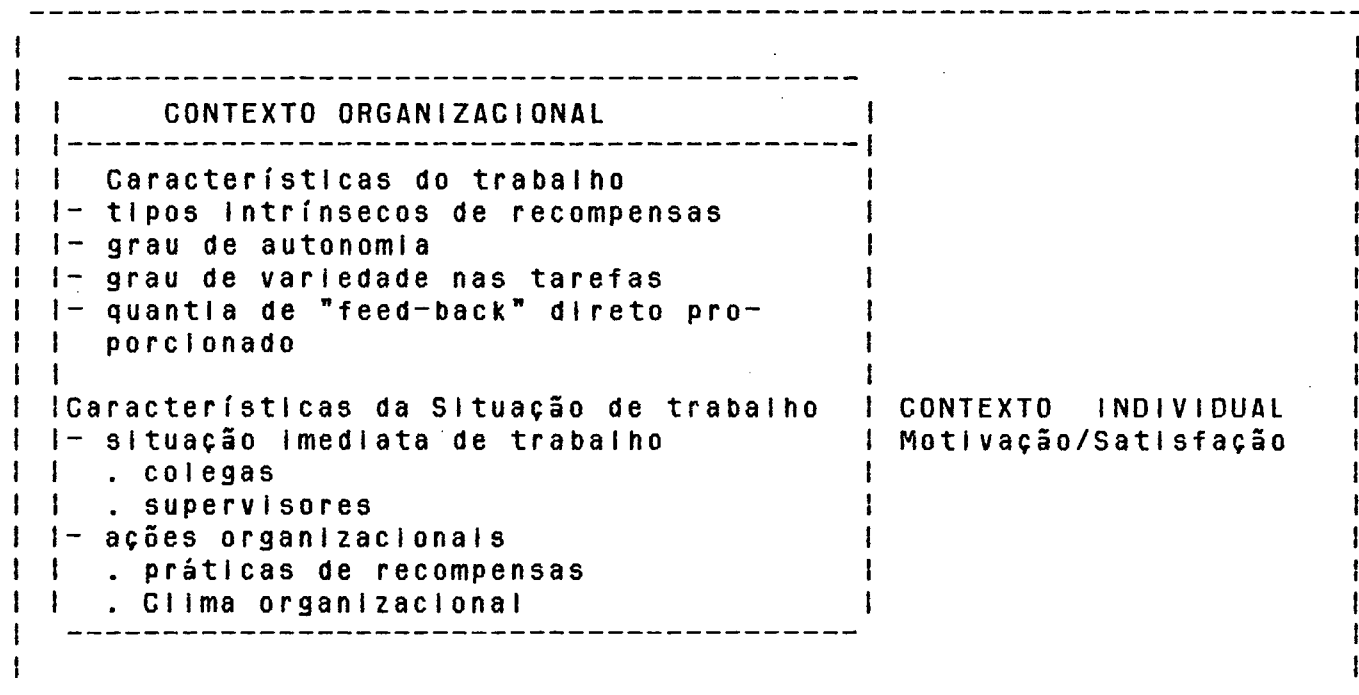 CONTEXTO ORGANIZACIONAL
Características do trabalho
- tipos intrínsecos de recompensas
- grau de autonomia
- grau de variedade nas tarefas
- quantia de "feed-back" direto pro-
porcionado
Características da Situação de trabalho
- situação imediata de trabalho
. colegas
. supervisores
- ações organizacionais
. práticas de recompensas
. Clima organizacional
CONTEXTO INDIVIDUAL
Motivação/Satisfação